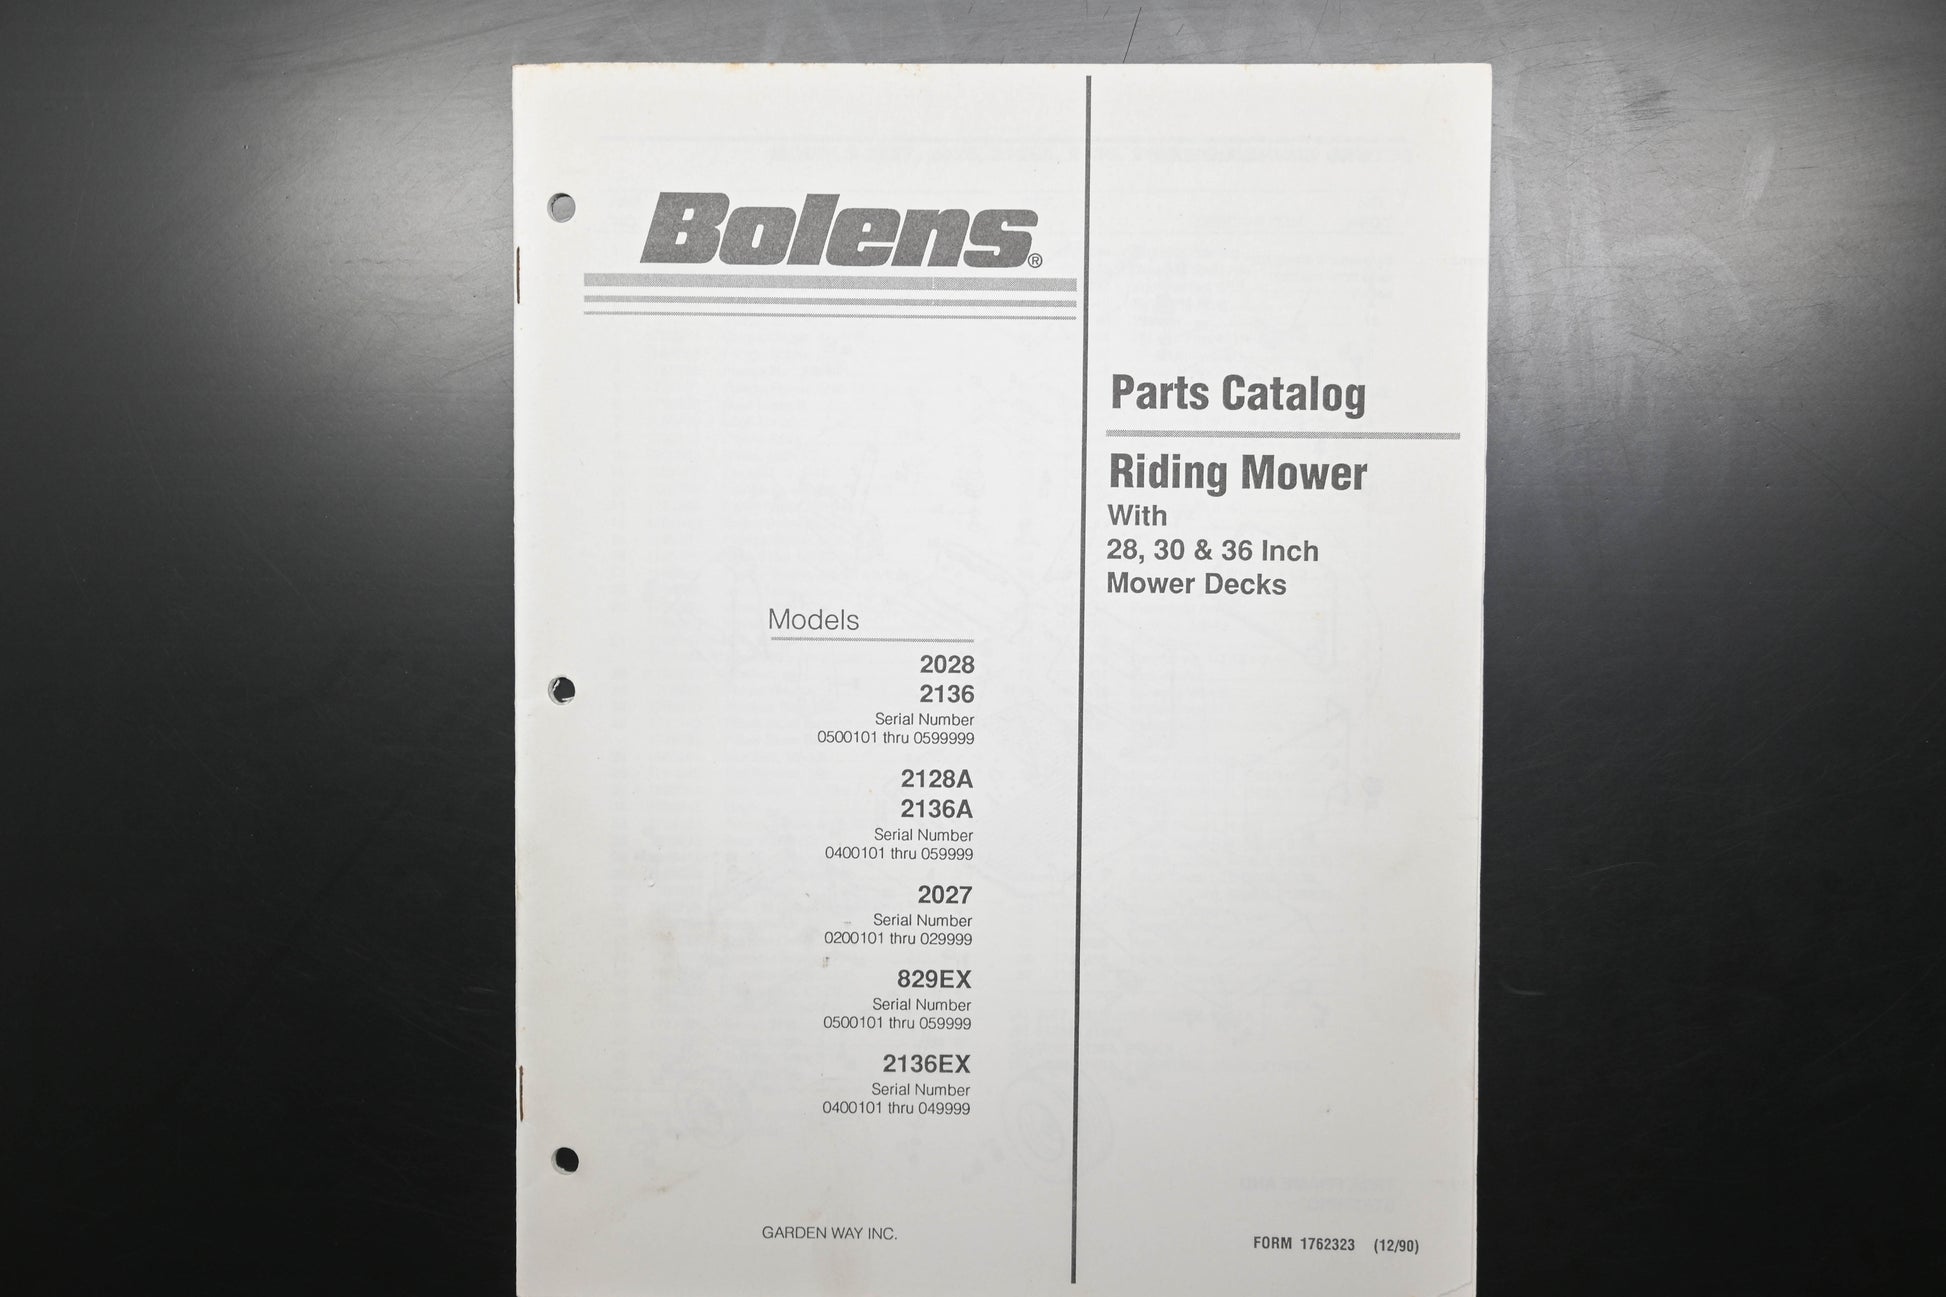 Bolens®
Models
2028
2136
Serial Number
0500101 thru 0599999
2128A
2136A
Serial Number
0400101 thru 059999
2027
Serial Number
0200101 thru 029999
829EX
Serial Number
0500101 thru 059999
2136EX
Serial Number
0400101 thru 049999
GARDEN WAY INC.
Parts Catalog
Riding Mower
With
28, 30 & 36 Inch
Mower Decks
FORM 1762323 (12/90)